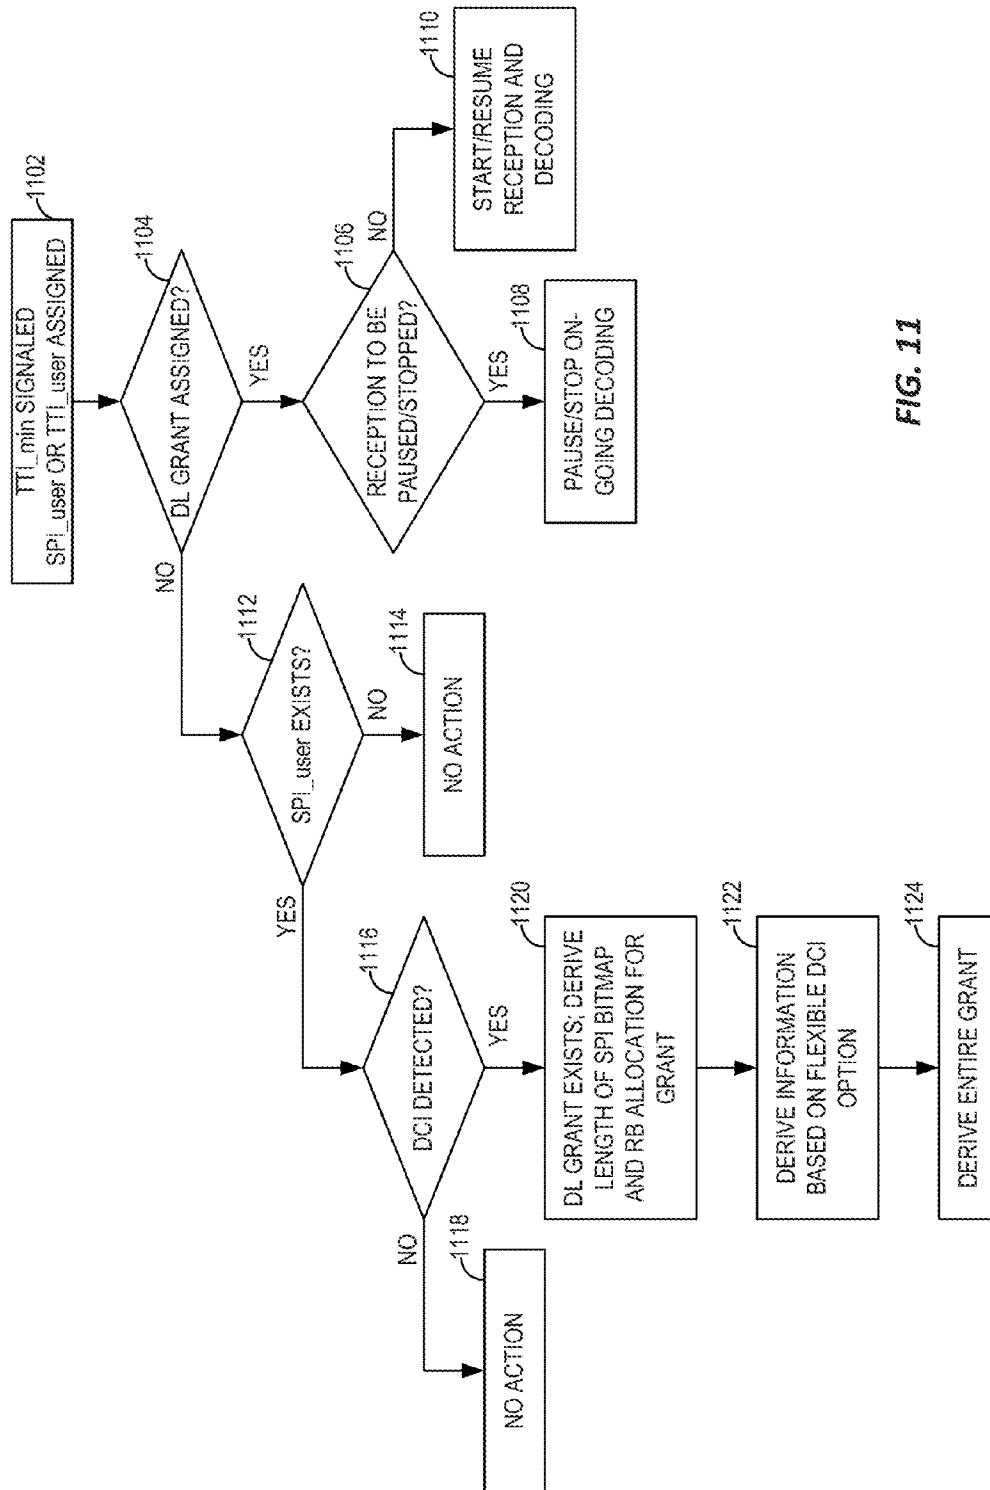 1102
TTI_min SIGNALED
SPI_user OR TTI_user ASSIGNED
1104
DL GRANT ASSIGNED?
NO
YES
1106
RECEPTION TO BE
PAUSED/STOPPED?
NO
YES
1110
START/RESUME
RECEPTION AND
DECODING
1108
PAUSE/STOP ON-
GOING DECODING
1112
SPI_user EXISTS?
YES
NO
1114
NO ACTION
1116
DCI DETECTED?
NO
YES
1118
NO ACTION
1120
DL GRANT EXISTS; DERIVE
LENGTH OF SPI BITMAP
AND RB ALLOCATION FOR
GRANT
1122
DERIVE INFORMATION
BASED ON FLEXIBLE DCI
OPTION
1124
DERIVE ENTIRE GRANT
FIG. 11